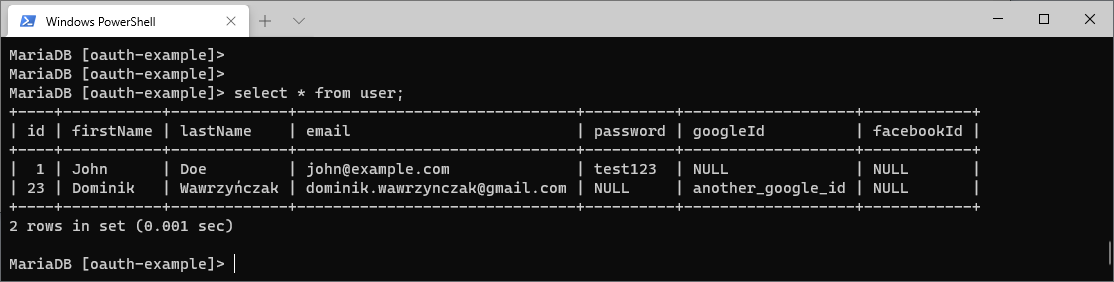 Windows PowerShell
MariaDB [oauth-example]>
MariaDB [oauth-example]>
MariaDB [oauth-example]> select * from user;
+----+-----------+------------+------------------------------+----------+-------------------+------------+
| id | firstName | lastName   | email                        | password | googleId          | facebookId |
+----+-----------+------------+------------------------------+----------+-------------------+------------+
|  1 | John      | Doe        | john@example.com             | test123  | NULL              | NULL       |
| 23 | Dominik   | Wawrzyńczak | dominik.wawrzynczak@gmail.com | NULL     | another_google_id | NULL       |
+----+-----------+------------+------------------------------+----------+-------------------+------------+
2 rows in set (0.001 sec)
MariaDB [oauth-example]>